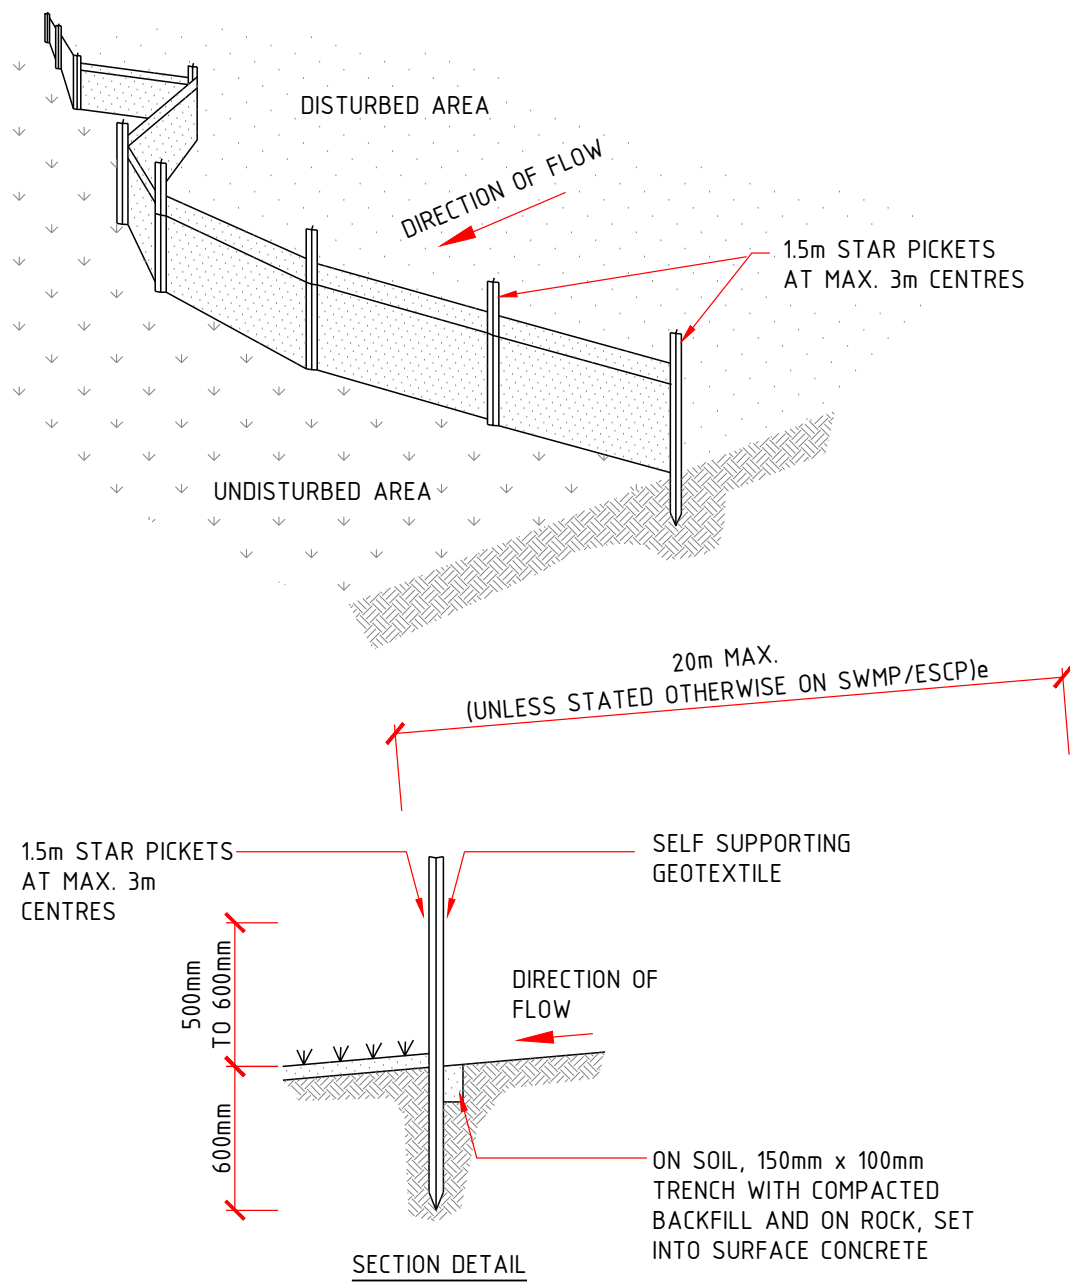 DISTURBED AREA
DIRECTION OF FLOW
1.5m STAR PICKETS
AT MAX. 3m CENTRES
UNDISTURBED AREA
20m MAX.
(UNLESS STATED OTHERWISE ON SWMP/ESCP)e
1.5m STAR PICKETS
AT MAX. 3m
CENTRES
SELF SUPPORTING
GEOTEXTILE
500mm
TO 600mm
DIRECTION OF
FLOW
600mm
ON SOIL, 150mm x 100mm
TRENCH WITH COMPACTED
BACKFILL AND ON ROCK, SET
INTO SURFACE CONCRETE
SECTION DETAIL